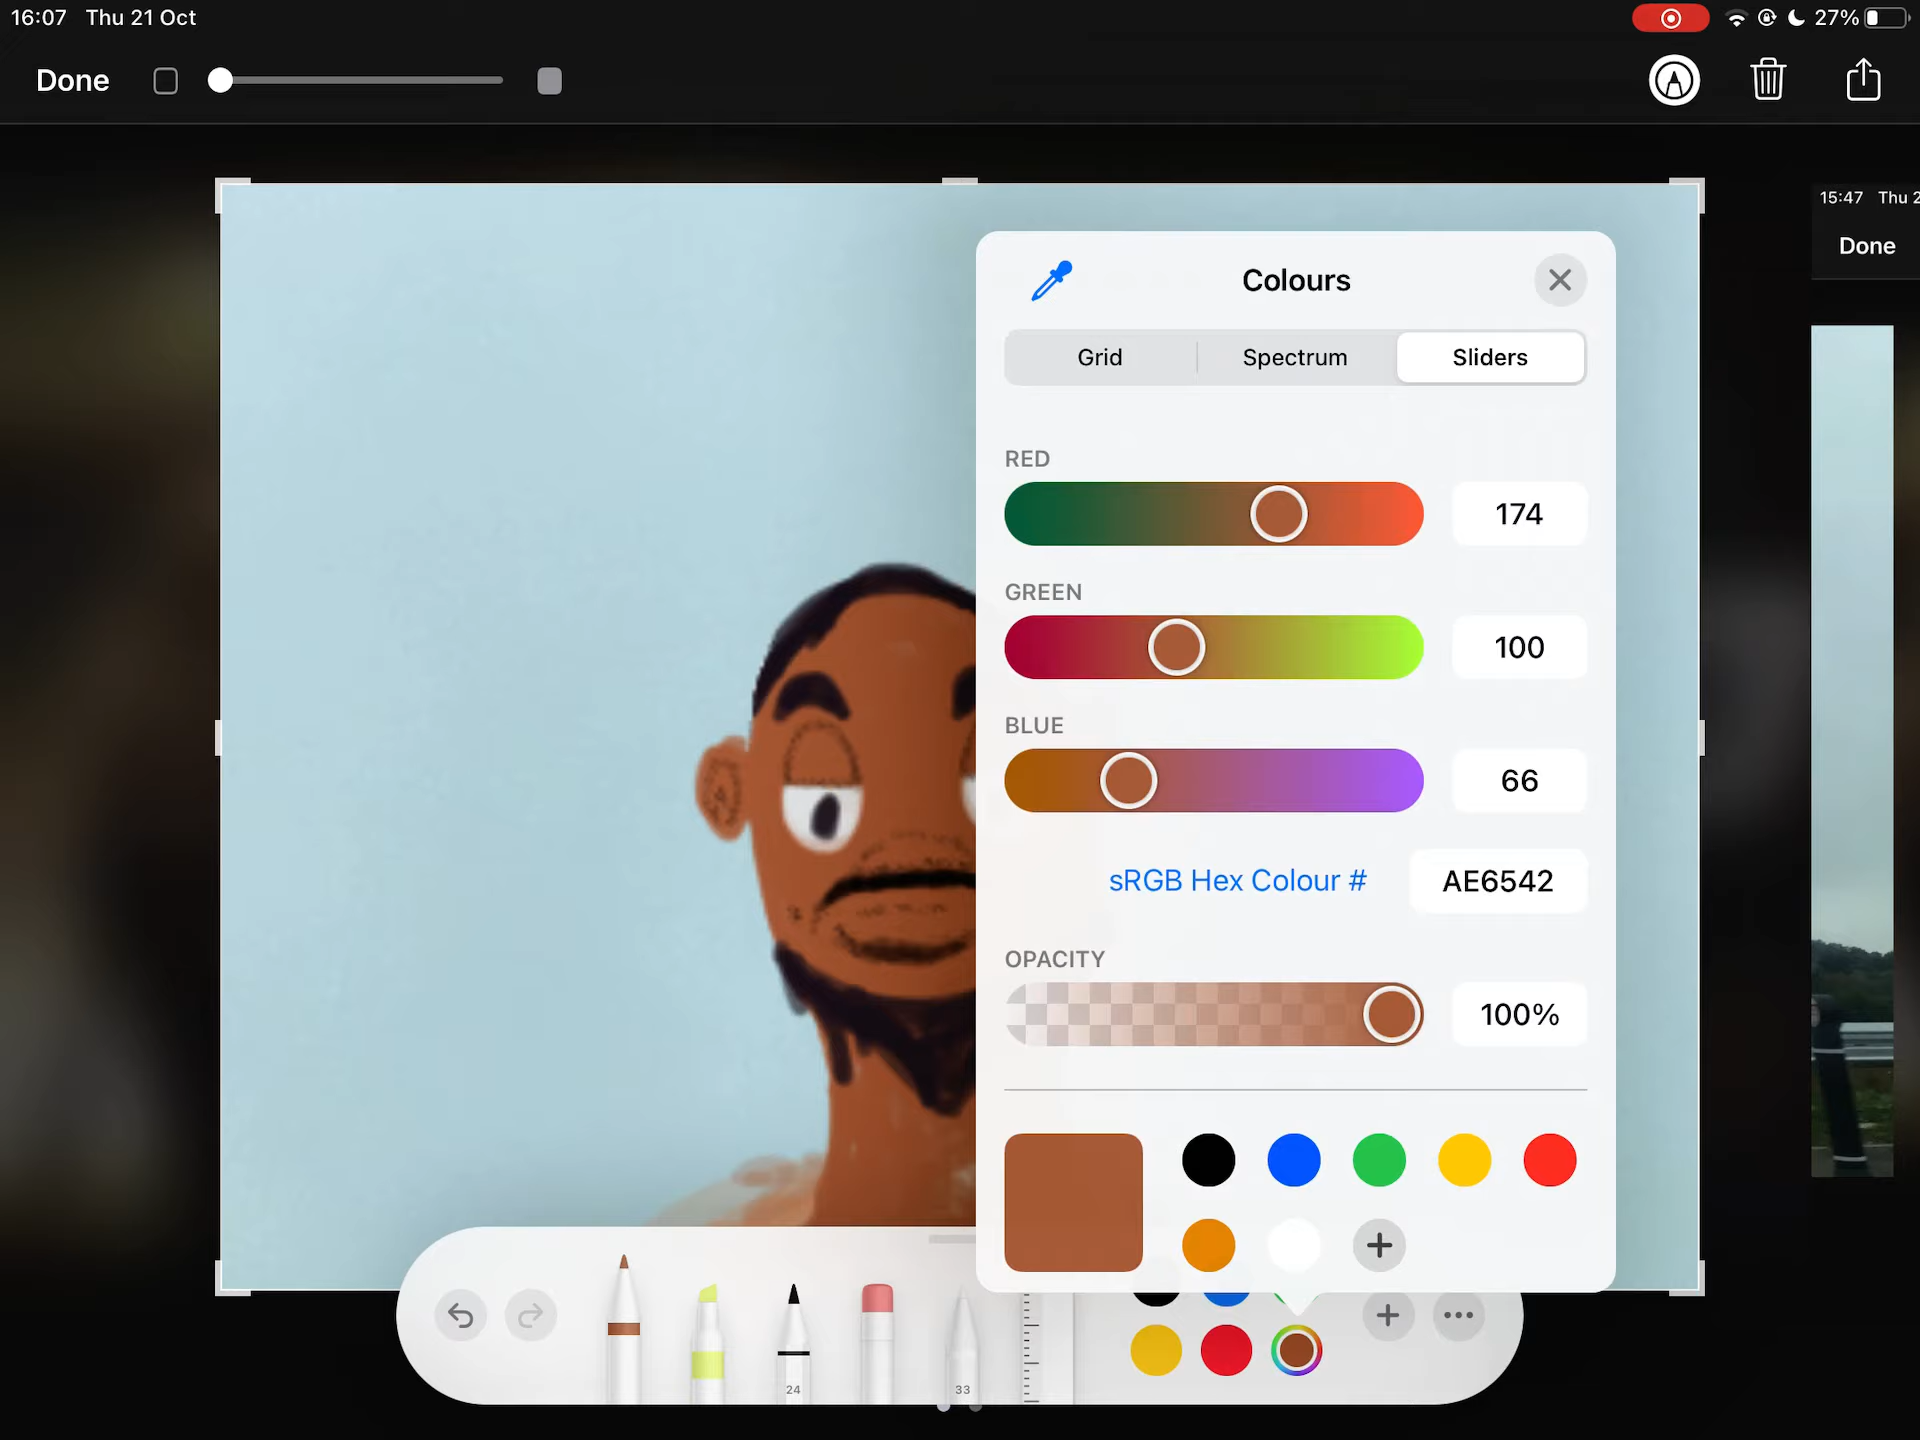 16:07 Thu 21 Oct
27%
Done
15:47 Thu 2
Done
Colours
Grid Spectrum Sliders
RED
174
GREEN
100
BLUE
66
sRGB Hex Colour # AE6542
OPACITY
100%
24
33